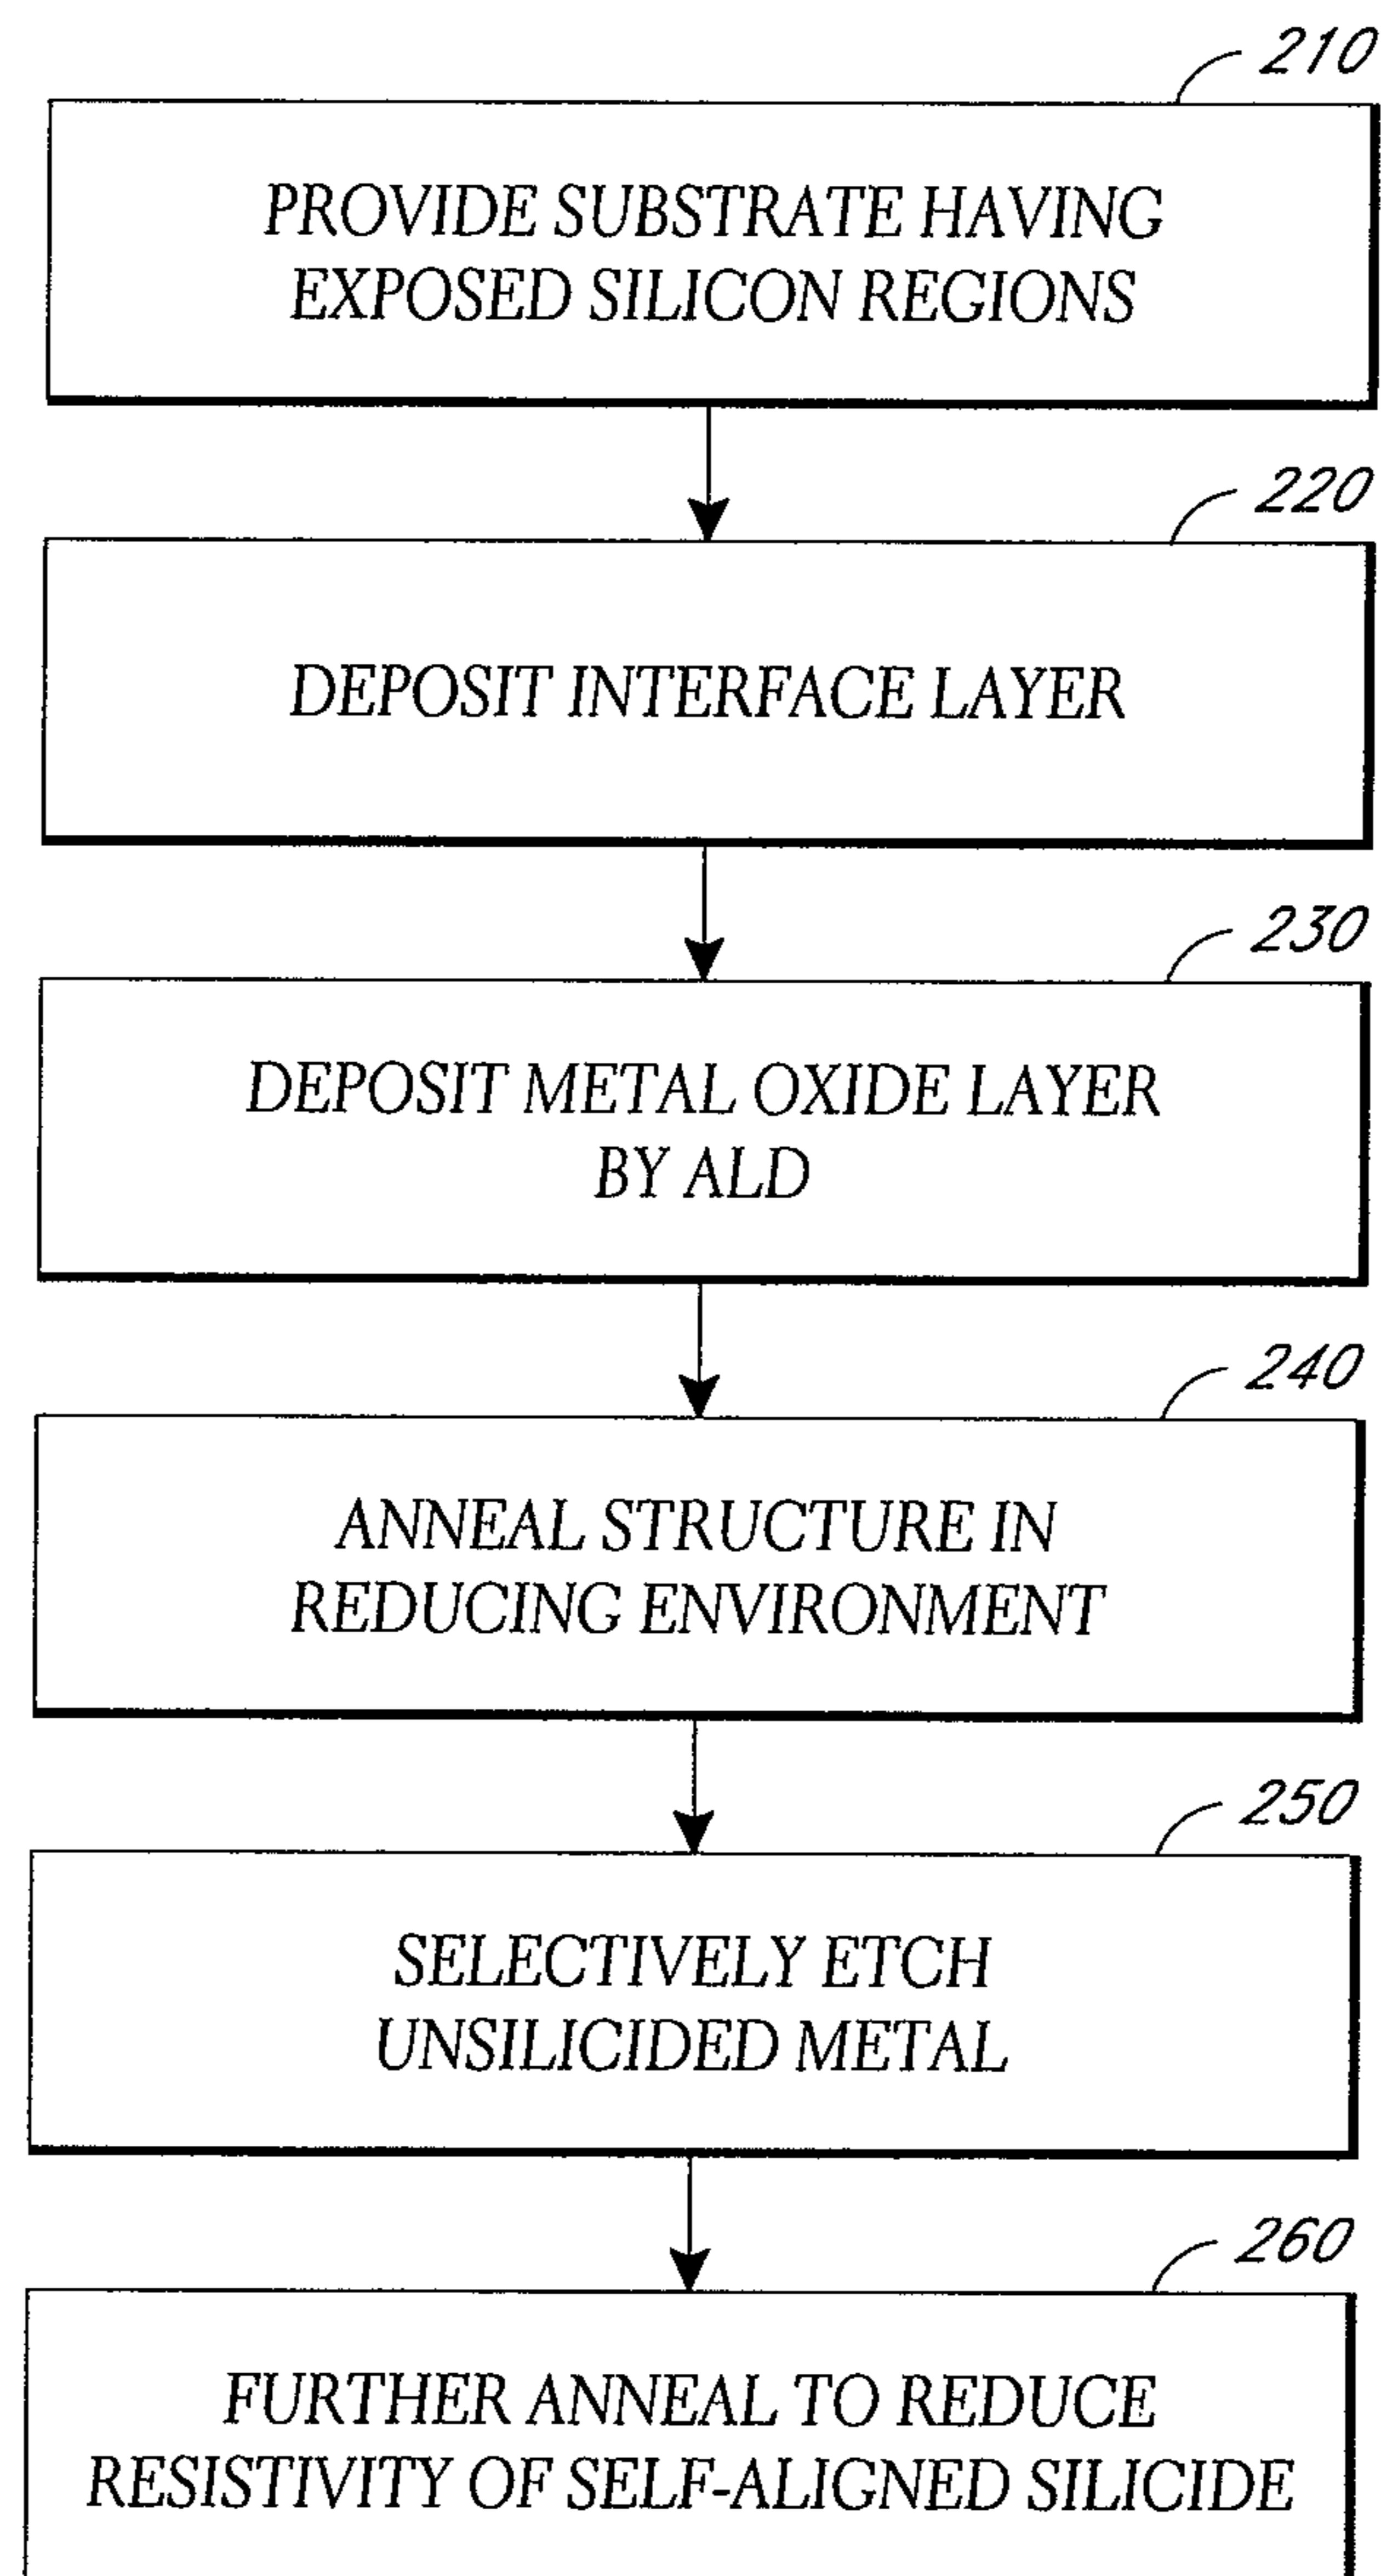 210
PROVIDE SUBSTRATE HAVING
EXPOSED SILICON REGIONS
220
DEPOSIT INTERFACE LAYER
230
DEPOSIT METAL OXIDE LAYER
BY ALD
240
ANNEAL STRUCTURE IN
REDUCING ENVIRONMENT
250
SELECTIVELY ETCH
UNSILICIDED METAL
260
FURTHER ANNEAL TO REDUCE
RESISTIVITY OF SELF-ALIGNED SILICIDE